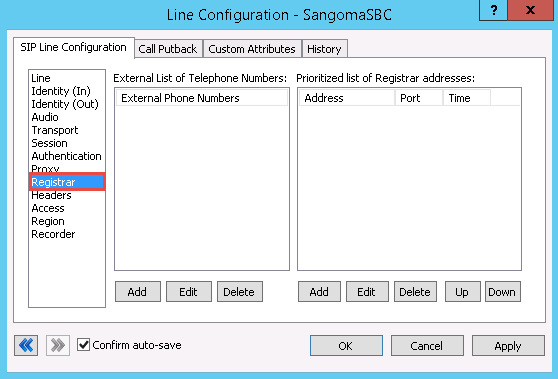 Line Configuration - SangomaSBC
?
x
SIP Line Configuration
Call Putback
Custom Attributes
History
Line
Identity (In)
Identity (Out)
Audio
Transport
Session
Authentication
Proxy
Registrar
Headers
Access
Region
Recorder
External List of Telephone Numbers:
External Phone Numbers
Add
Edit
Delete
Prioritized list of Registrar addresses:
Address
Port
Time
Add
Edit
Delete
Up
Down
Confirm auto-save
OK
Cancel
Apply